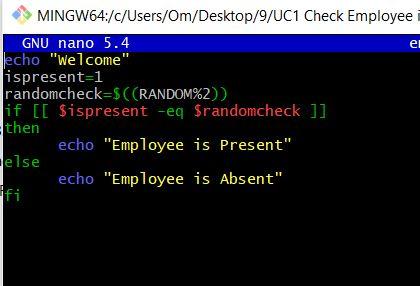 MINGW64:/c/Users/Om/Desktop/9/UC1 Check Employee i
GNU nano 5.4
echo "Welcome"
ispresent=1
randomcheck=$((RANDOM%2))
if [[ $ispresent -eq $randomcheck ]]
then
echo "Employee is Present"
else
echo "Employee is Absent"
fi